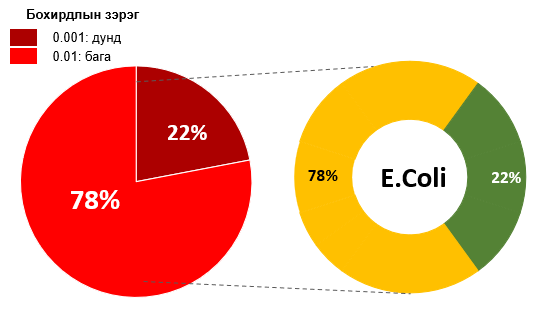 Бохирдлын зэрэг
0.001: дунд
0.01: бага
22%
78%
78%
E.Coli
22%